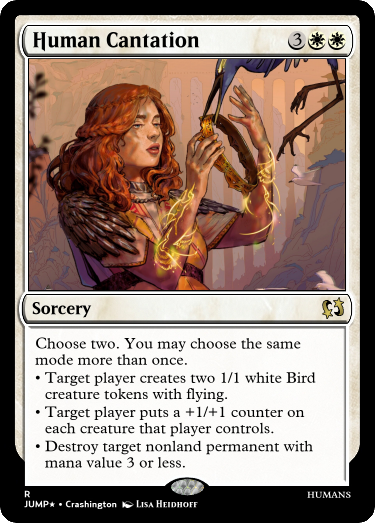 Human Cantation 3
Sorcery
Choose two. You may choose the same
mode more than once.
• Target player creates two 1/1 white Bird
creature tokens with flying.
• Target player puts a +1/+1 counter on
each creature that player controls.
• Destroy target nonland permanent with
mana value 3 or less.
R
JUMP★ • Crashington Lisa Heidhoff
HUMANS